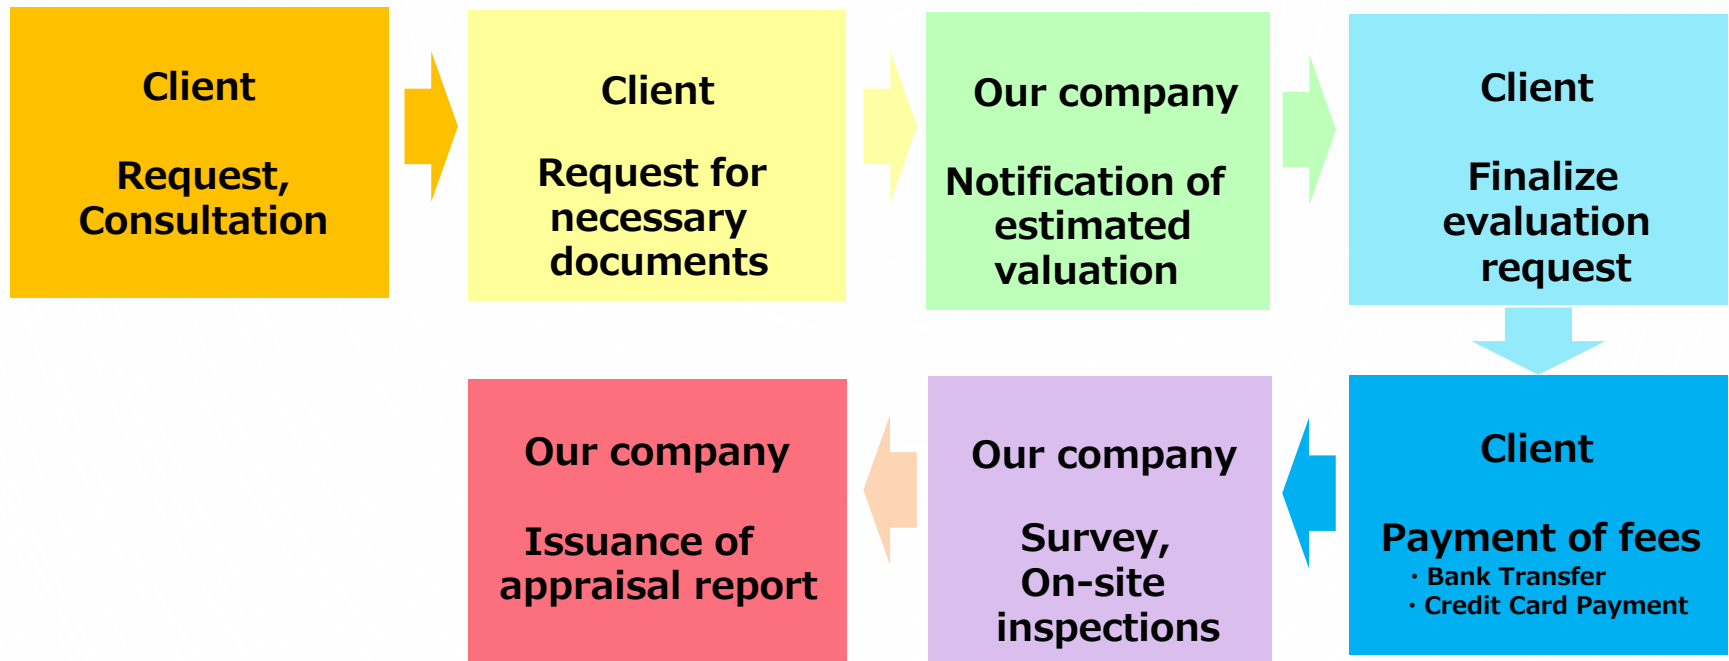 Client
Request,
Consultation
Client
Request for
necessary
documents
Our company
Notification of
estimated
valuation
Client
Finalize
evaluation
request
Client
Payment of fees
・Bank Transfer
・Credit Card Payment
Our company
Survey,
On-site
inspections
Our company
Issuance of
appraisal report